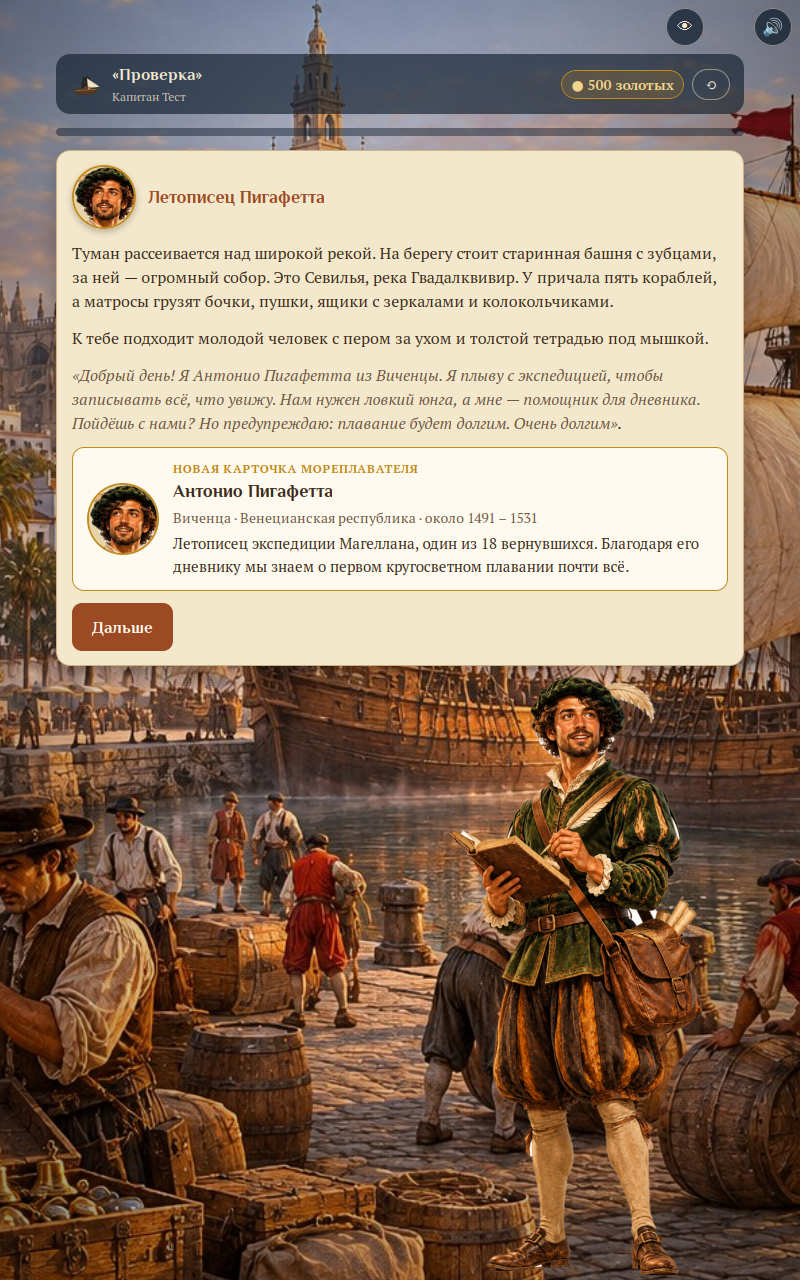 «Проверка»
Капитан Тест
500 золотых
Летописец Пигафетта
Туман рассеивается над широкой рекой. На берегу стоит старинная башня с зубцами,
за ней — огромный собор. Это Севилья, река Гвадалквивир. У причала пять кораблей,
а матросы грузят бочки, пушки, ящики с зеркалами и колокольчиками.
К тебе подходит молодой человек с пером за ухом и толстой тетрадью под мышкой.
«Добрый день! Я Антонио Пигафетта из Виченцы. Я плыву с экспедицией, чтобы
записывать всё, что увижу. Нам нужен ловкий юнга, а мне — помощник для дневника.
Пойдёшь с нами? Но предупреждаю: плавание будет долгим. Очень долгим».
НОВАЯ КАРТОЧКА МОРЕПЛАВАТЕЛЯ
Антонио Пигафетта
Виченца · Венецианская республика · около 1491 – 1531
Летописец экспедиции Магеллана, один из 18 вернувшихся. Благодаря его
дневнику мы знаем о первом кругосветном плавании почти всё.
Дальше